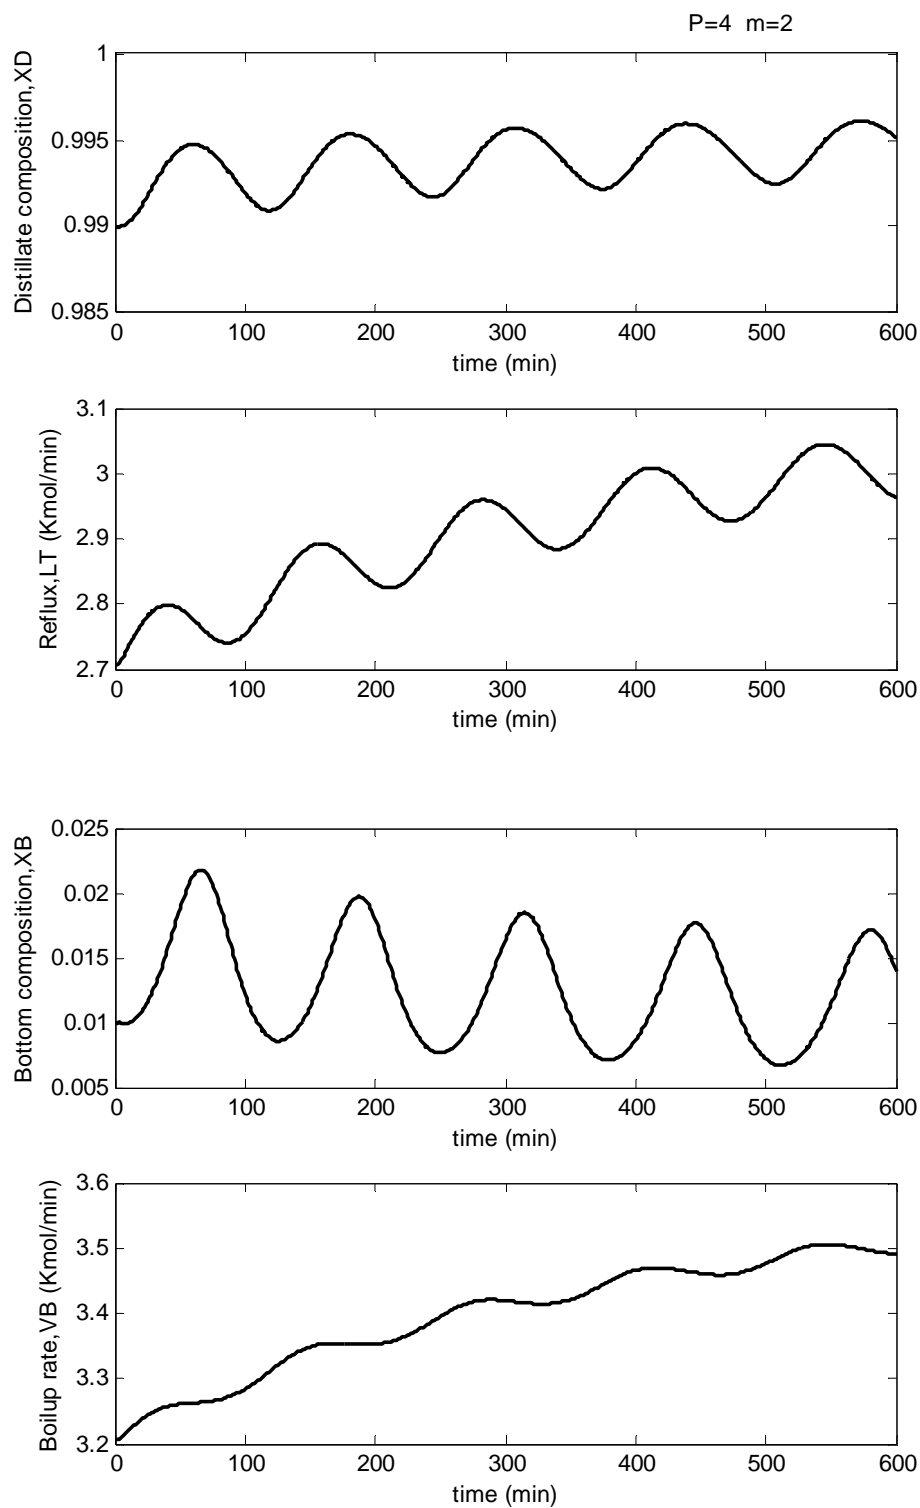 P=4 m=2
Distillate composition,XD
1
0.995
0.99
0.985
0 100 200 300 400 500 600
time (min)
Reflux,LT (Kmol/min)
3.1
3
2.9
2.8
2.7
0 100 200 300 400 500 600
time (min)
Bottom composition,XB
0.025
0.02
0.015
0.01
0.005
0 100 200 300 400 500 600
time (min)
Boilup rate,VB (Kmol/min)
3.6
3.5
3.4
3.3
3.2
0 100 200 300 400 500 600
time (min)